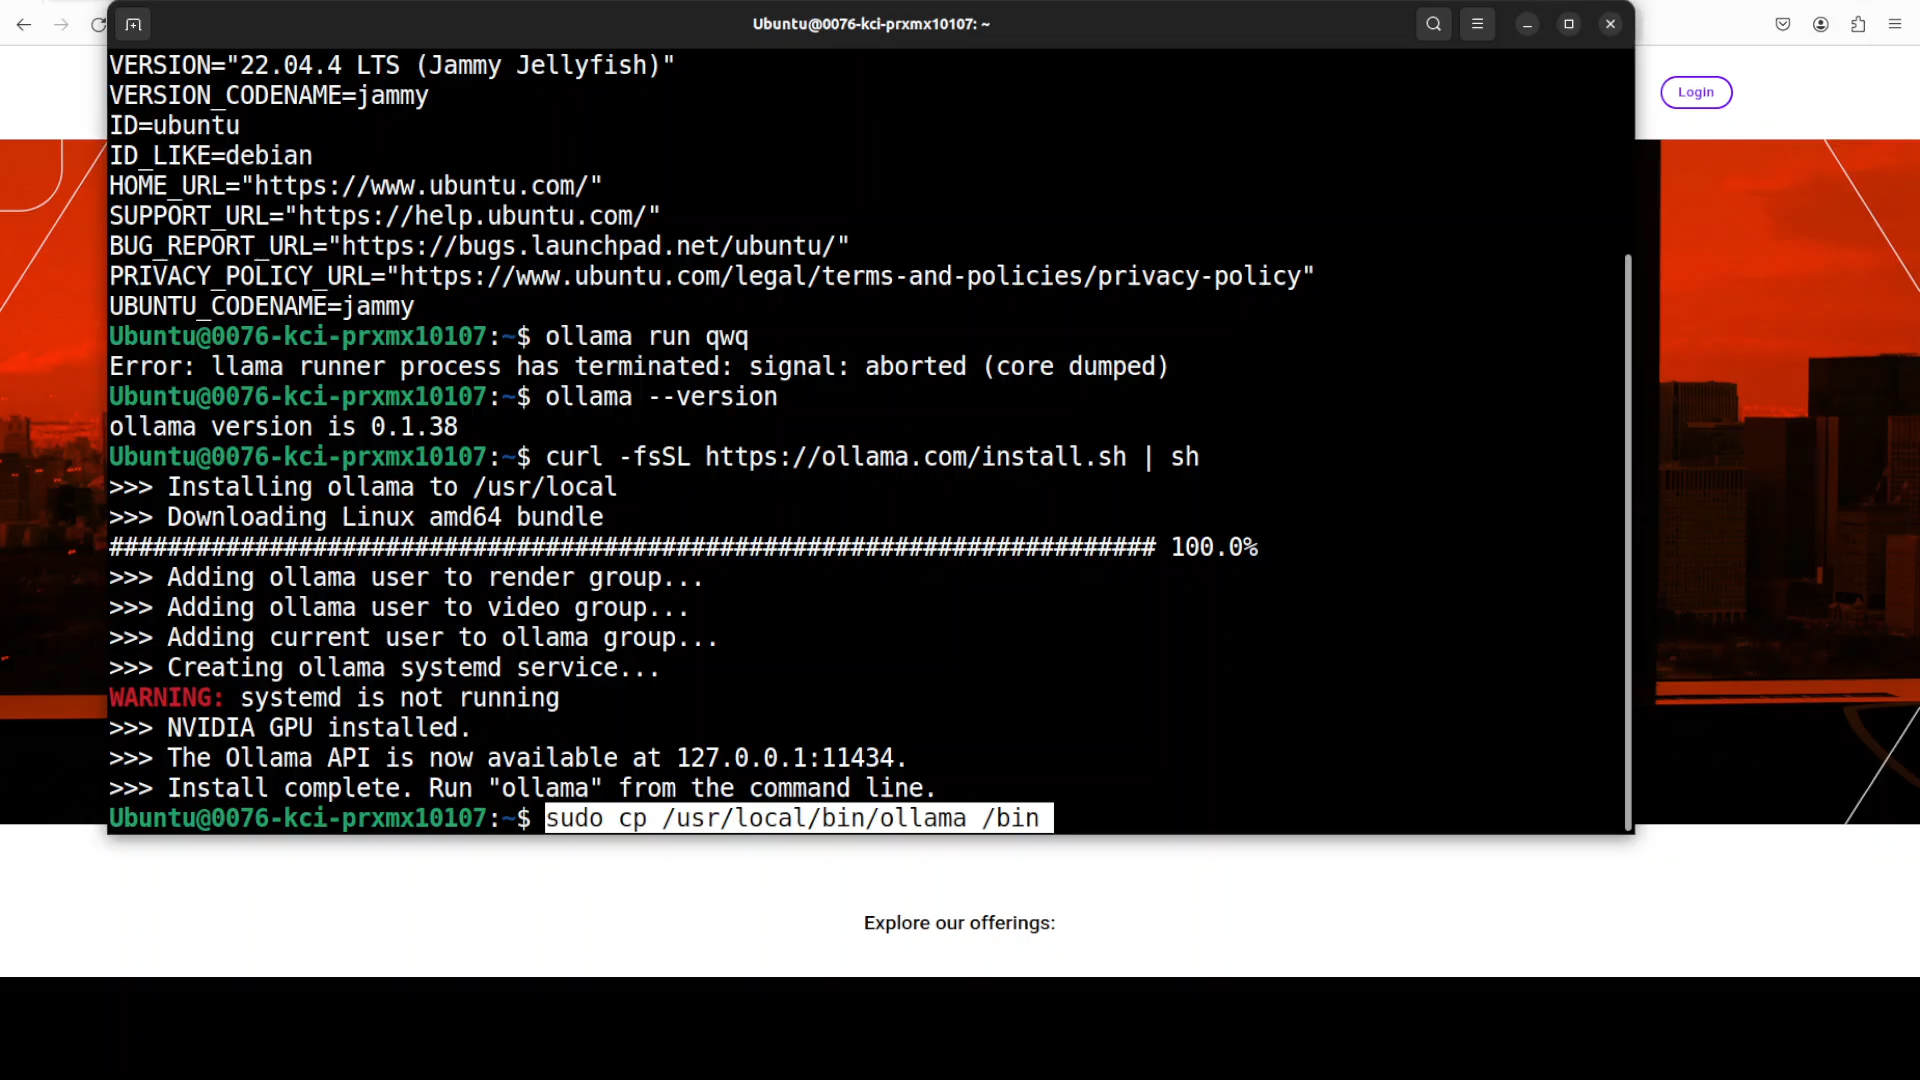 Ubuntu@0076-kci-prxmx10107: ~
Login
VERSION="22.04.4 LTS (Jammy Jellyfish)"
VERSION_CODENAME=jammy
ID=ubuntu
ID_LIKE=debian
HOME_URL="https://www.ubuntu.com/"
SUPPORT_URL="https://help.ubuntu.com/"
BUG_REPORT_URL="https://bugs.launchpad.net/ubuntu/"
PRIVACY_POLICY_URL="https://www.ubuntu.com/legal/terms-and-policies/privacy-policy"
UBUNTU_CODENAME=jammy
Ubuntu@0076-kci-prxmx10107:~$ ollama run qwq
Error: llama runner process has terminated: signal: aborted (core dumped)
Ubuntu@0076-kci-prxmx10107:~$ ollama --version
ollama version is 0.1.38
Ubuntu@0076-kci-prxmx10107:~$ curl -fsSL https://ollama.com/install.sh | sh
>>> Installing ollama to /usr/local
>>> Downloading Linux amd64 bundle
######################################################################## 100.0%
>>> Adding ollama user to render group...
>>> Adding ollama user to video group...
>>> Adding current user to ollama group...
>>> Creating ollama systemd service...
WARNING: systemd is not running
>>> NVIDIA GPU installed.
>>> The Ollama API is now available at 127.0.0.1:11434.
>>> Install complete. Run "ollama" from the command line.
Ubuntu@0076-kci-prxmx10107:~$ sudo cp /usr/local/bin/ollama /bin
Explore our offerings: